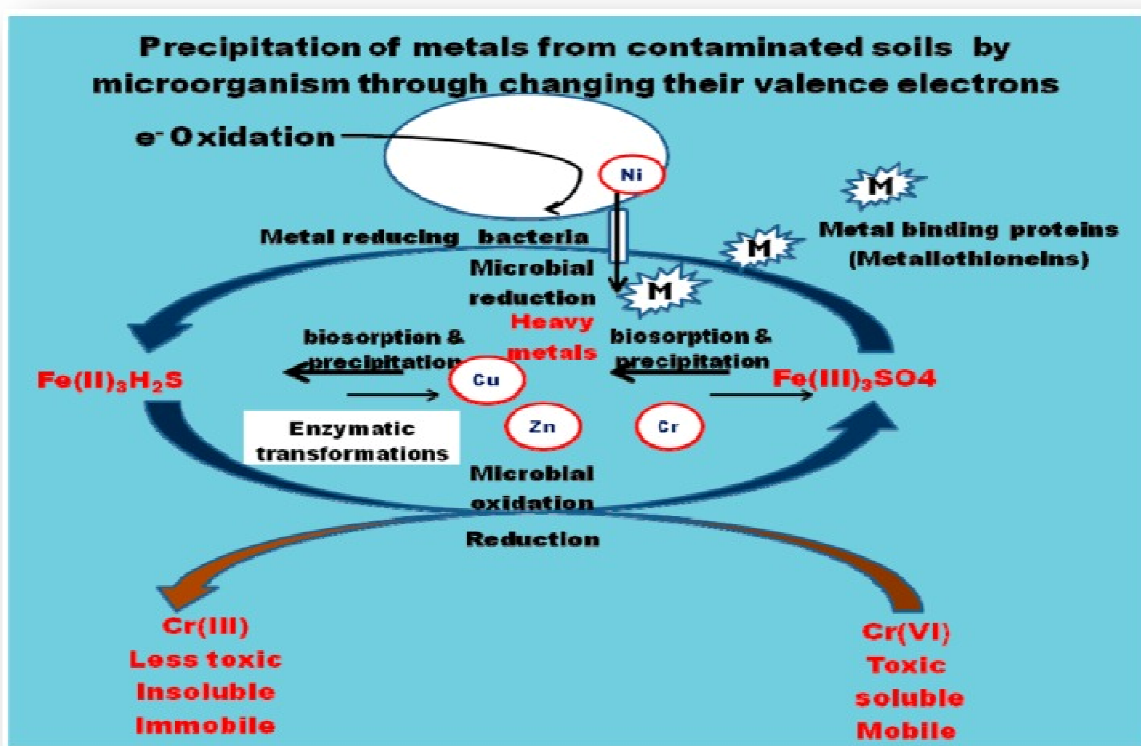 Precipitation of metals from contaminated soils by
microorganism through changing their valence electrons
e- Oxidation
Ni
M
Metal binding proteins
(Metallothioneins)
M
Metal reducing bacteria
Microbial
reduction
M
Heavy
metals
biosorption &
precipitation
biosorption &
precipitation
Fe(II)₃H₂S
Cu
Fe(III)₃SO4
Enzymatic
transformations
Zn
Cr
Microbial
oxidation
Reduction
Cr(III)
Less toxic
Insoluble
Immobile
Cr(VI)
Toxic
soluble
Mobile